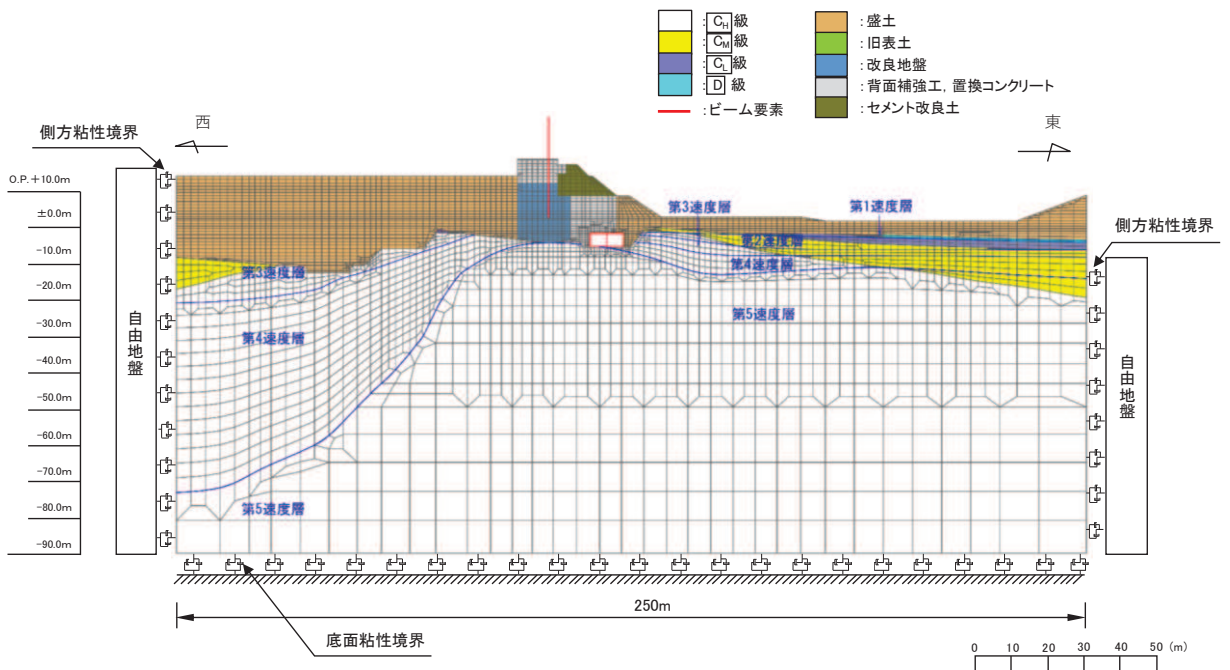 : C_H 級
: C_M 級
: C_L 級
: D 級
: ビーム要素
: 盛土
: 旧表土
: 改良地盤
: 背面補強工，置換コンクリート
: セメント改良土
西
東
側方粘性境界
側方粘性境界
O.P.+10.0m
±0.0m
-10.0m
-20.0m
-30.0m
-40.0m
-50.0m
-60.0m
-70.0m
-80.0m
-90.0m
自由地盤
自由地盤
第3速度層
第1速度層
第2速度層
第4速度層
第5速度層
第3速度層
第4速度層
第5速度層
250m
底面粘性境界
0 10 20 30 40 50 (m)